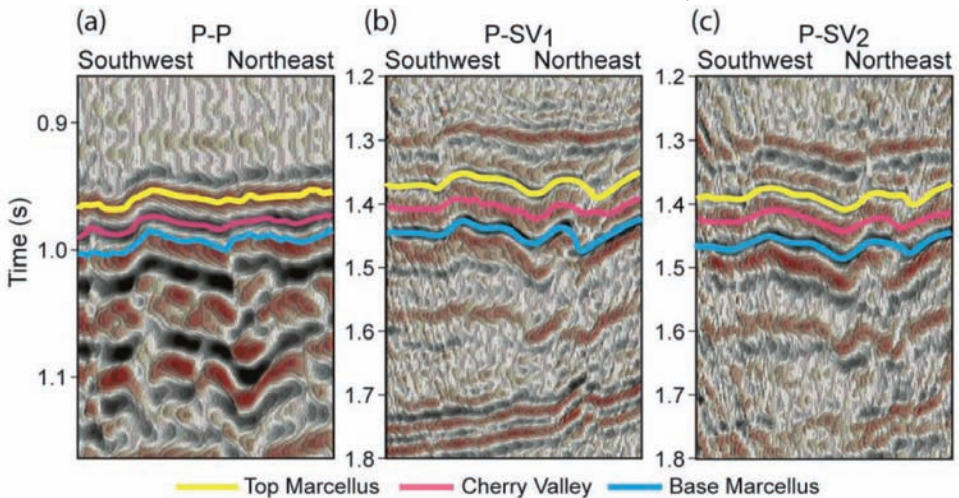 (a)
P-P
Southwest Northeast
0.9
1.0
1.1
Time (s)
(b)
P-SV1
Southwest Northeast
1.2
1.3
1.4
1.5
1.6
1.7
1.8
(c)
P-SV2
Southwest Northeast
1.2
1.3
1.4
1.5
1.6
1.7
1.8
Top Marcellus Cherry Valley Base Marcellus